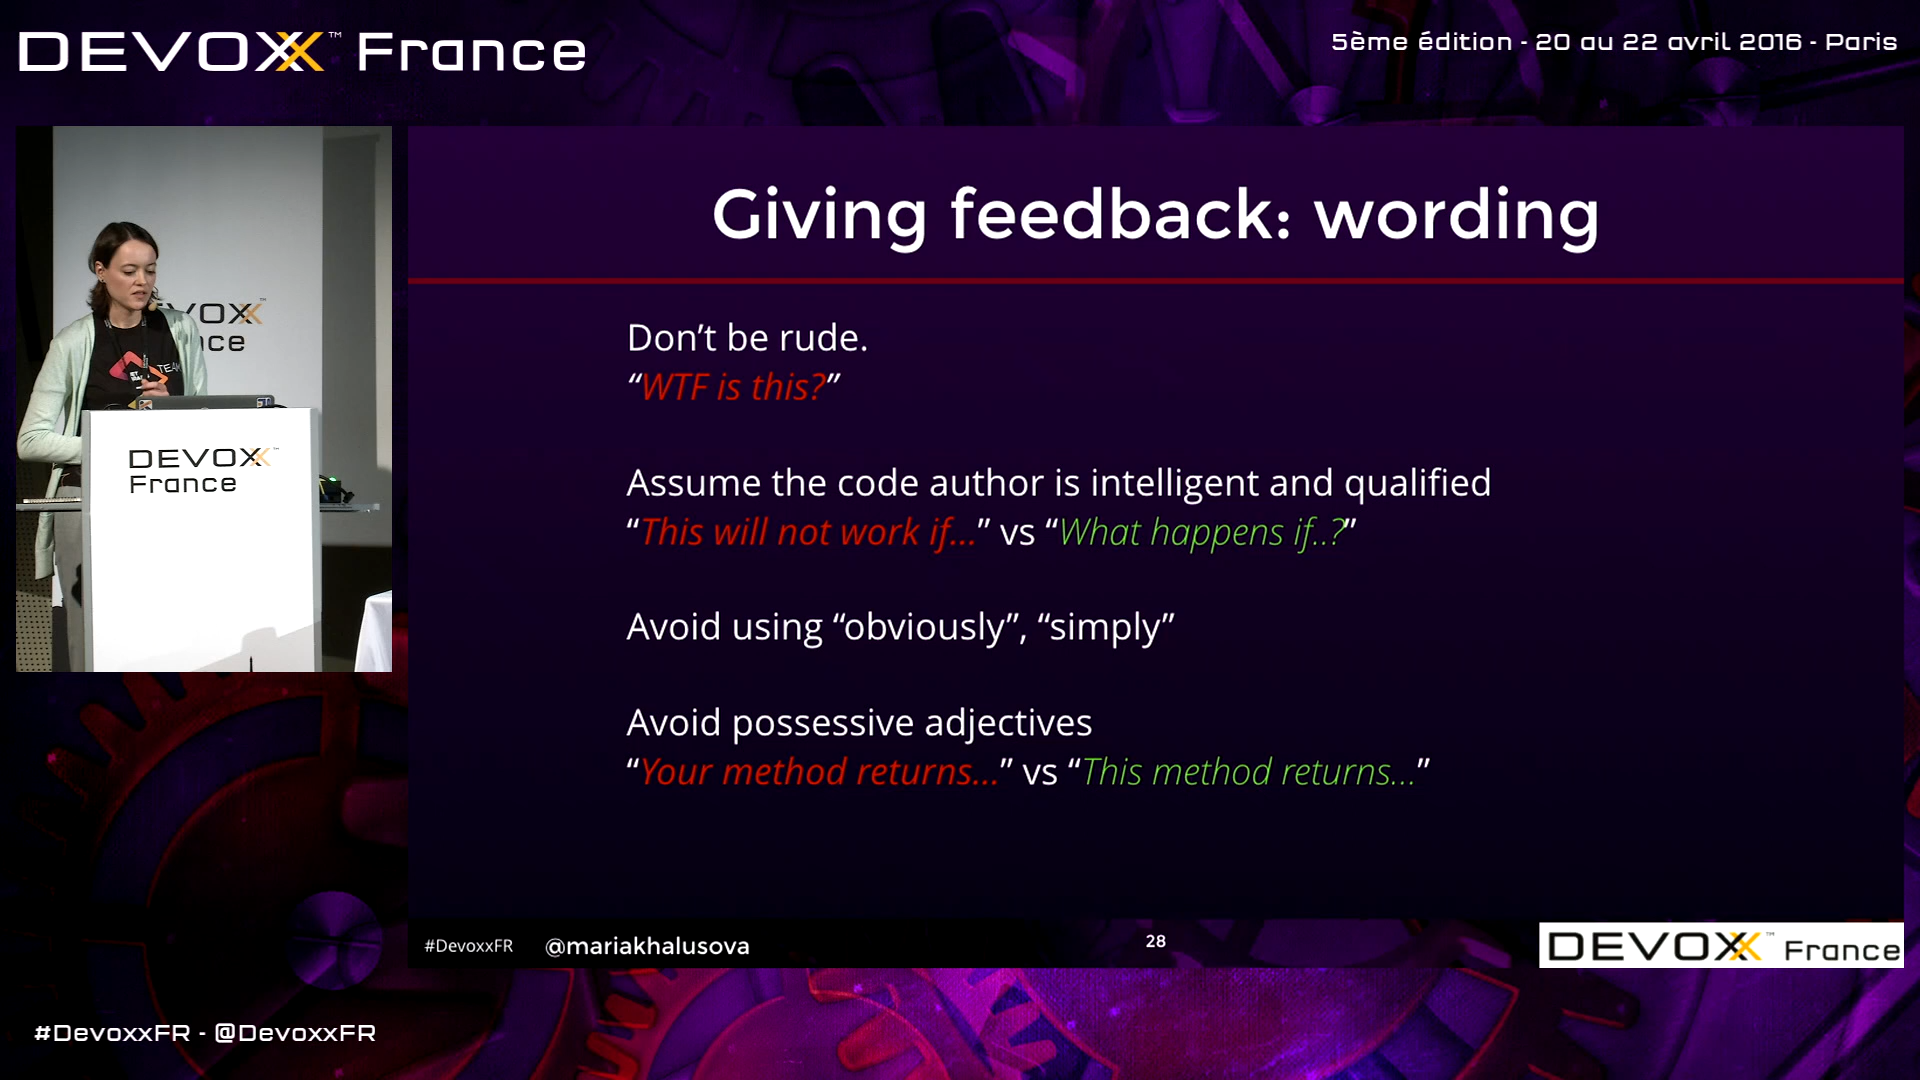 DEVOXX™ France
5ème édition - 20 au 22 avril 2016 - Paris
VOXX™
nce
TEAM
DEVOXX™
France
Giving feedback: wording
Don’t be rude.
“WTF is this?”
Assume the code author is intelligent and qualified
“This will not work if...” vs “What happens if..?”
Avoid using “obviously”, “simply”
Avoid possessive adjectives
“Your method returns...” vs “This method returns...”
#DevoxxFR @mariakhalusova 28 DEVOXX™ France
#DevoxxFR - @DevoxxFR